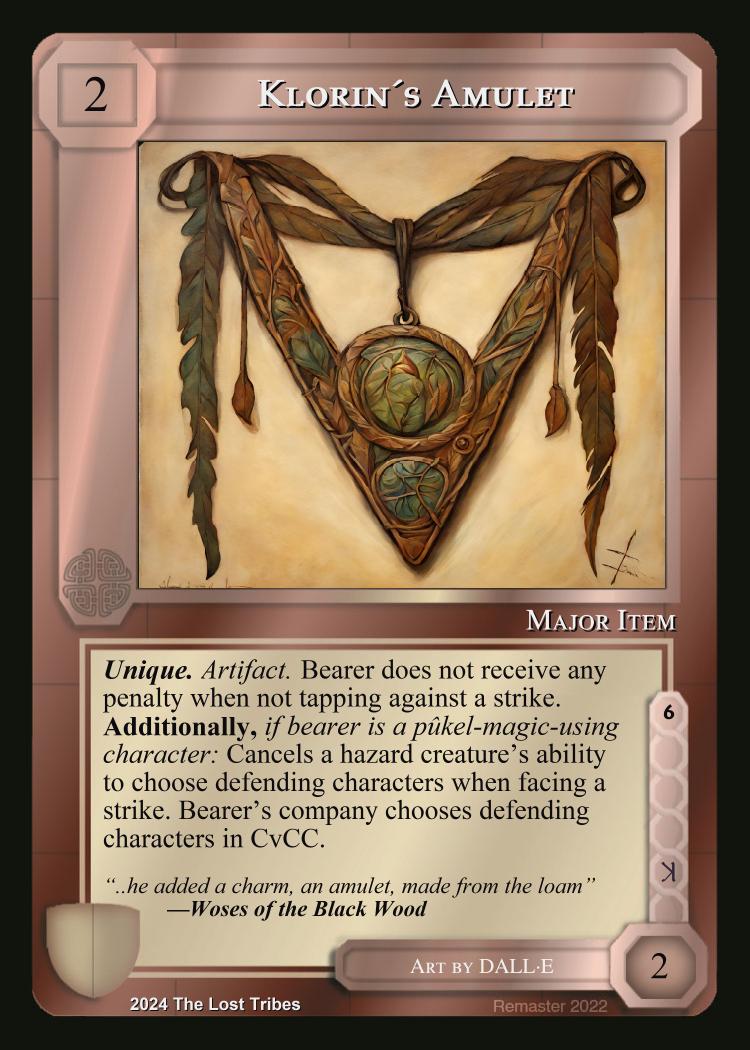 2
Klorin´s Amulet
Major Item
Unique. Artifact. Bearer does not receive any
penalty when not tapping against a strike.
Additionally, if bearer is a pûkel-magic-using
character: Cancels a hazard creature’s ability
to choose defending characters when facing a
strike. Bearer’s company chooses defending
characters in CvCC.
6
“..he added a charm, an amulet, made from the loam”
—Woses of the Black Wood
Art by DALL·E
2
2024 The Lost Tribes
Remaster 2022